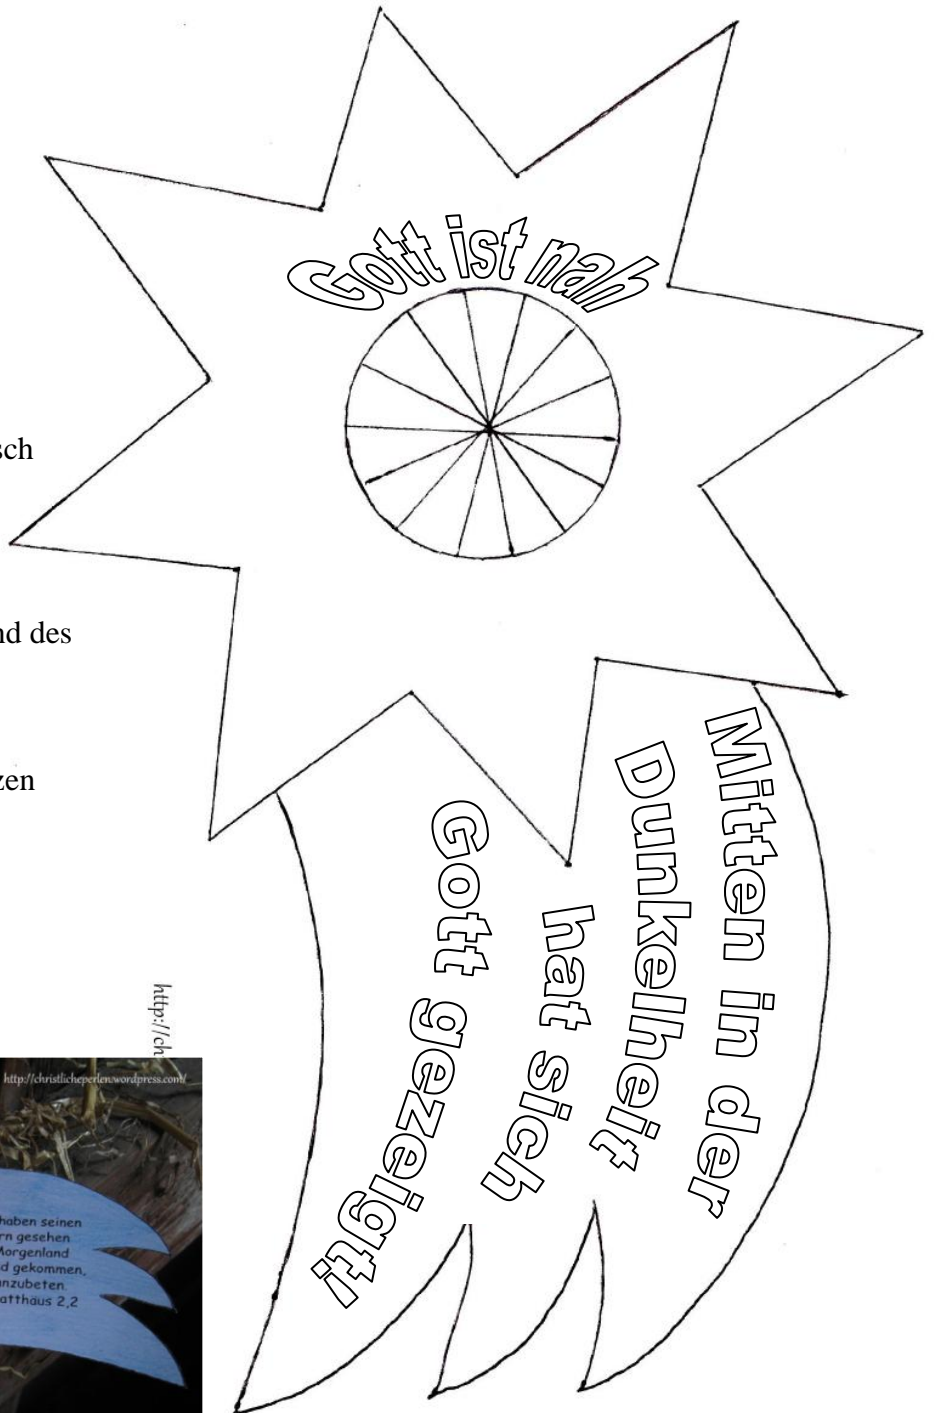 Gott ist nah
sch
nd des
zen
Mitten in der
Dunkelheit
hat sich
Gott gezeigt!
http://ch
http://christlicheperlen.wordpress.com/
haben seinen
rn gesehen
Morgenland
d gekommen,
anzubeten.
atthäus 2,2